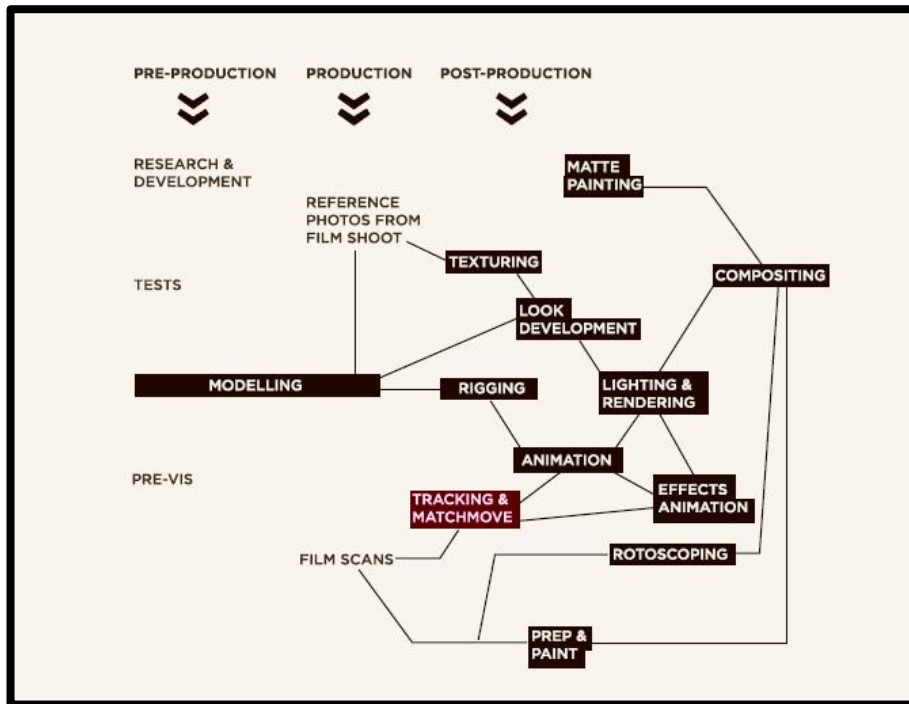 PRE-PRODUCTION
PRODUCTION
POST-PRODUCTION
RESEARCH &
DEVELOPMENT
MATTE
PAINTING
REFERENCE
PHOTOS FROM
FILM SHOOT
TEXTURING
COMPOSITING
TESTS
LOOK
DEVELOPMENT
MODELLING
RIGGING
LIGHTING &
RENDERING
ANIMATION
PRE-VIS
EFFECTS
ANIMATION
TRACKING &
MATCHMOVE
FILM SCANS
ROTOSCOPING
PREP &
PAINT